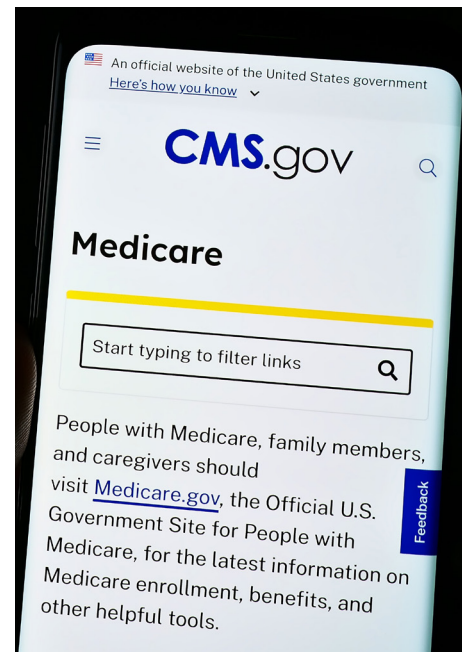 An official website of the United States government
Here's how you know
CMS.gov
Medicare
Start typing to filter links
People with Medicare, family members,
and caregivers should
visit Medicare.gov, the Official U.S.
Government Site for People with
Medicare, for the latest information on
Medicare enrollment, benefits, and
other helpful tools.
Feedback